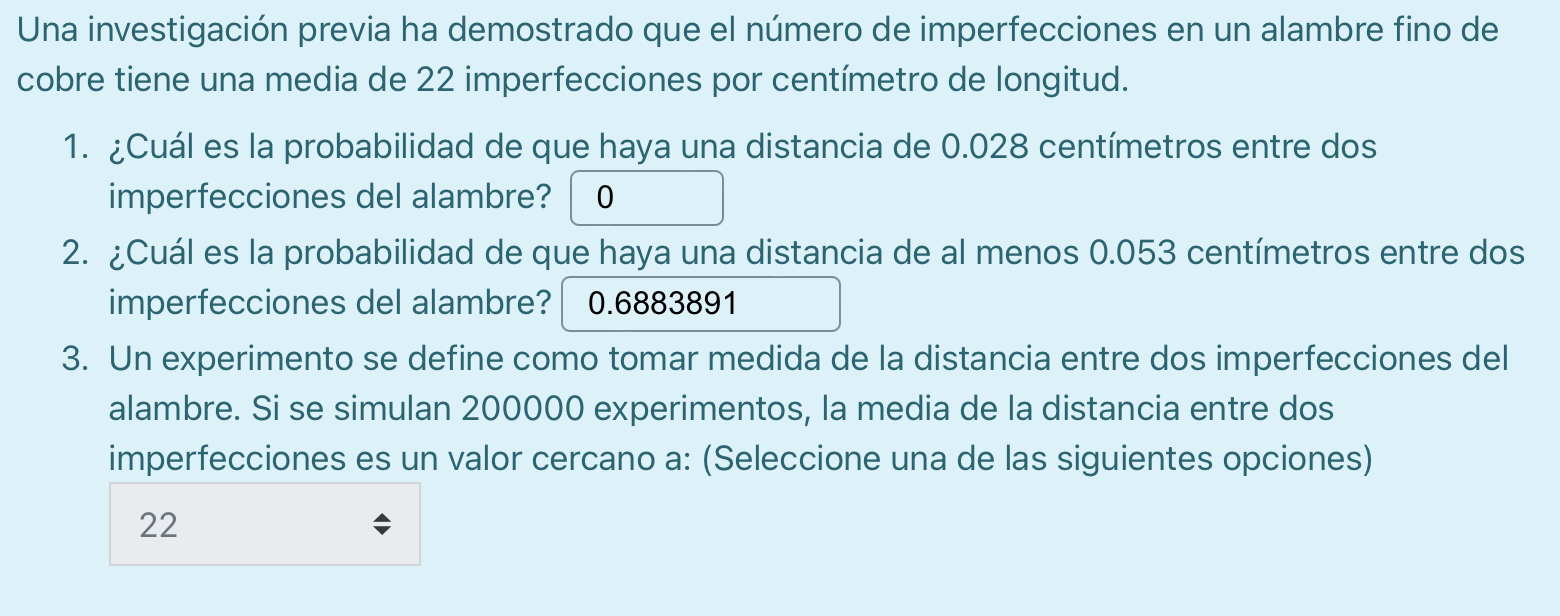 Una investigación previa ha demostrado que el número de imperfecciones en un alambre fino de
cobre tiene una media de 22 imperfecciones por centímetro de longitud.
1. ¿Cuál es la probabilidad de que haya una distancia de 0.028 centímetros entre dos
imperfecciones del alambre? 0
2. ¿Cuál es la probabilidad de que haya una distancia de al menos 0.053 centímetros entre dos
imperfecciones del alambre? 0.6883891
3. Un experimento se define como tomar medida de la distancia entre dos imperfecciones del
alambre. Si se simulan 200000 experimentos, la media de la distancia entre dos
imperfecciones es un valor cercano a: (Seleccione una de las siguientes opciones)
22